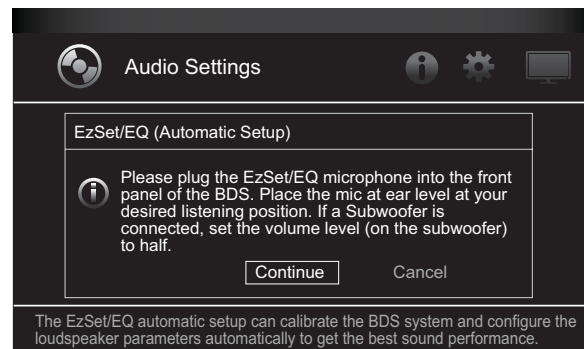 Audio Settings
EzSet/EQ (Automatic Setup)
Please plug the EzSet/EQ microphone into the front
panel of the BDS. Place the mic at ear level at your
desired listening position. If a Subwoofer is
connected, set the volume level (on the subwoofer)
to half.
Continue Cancel
The EzSet/EQ automatic setup can calibrate the BDS system and configure the
loudspeaker parameters automatically to get the best sound performance.